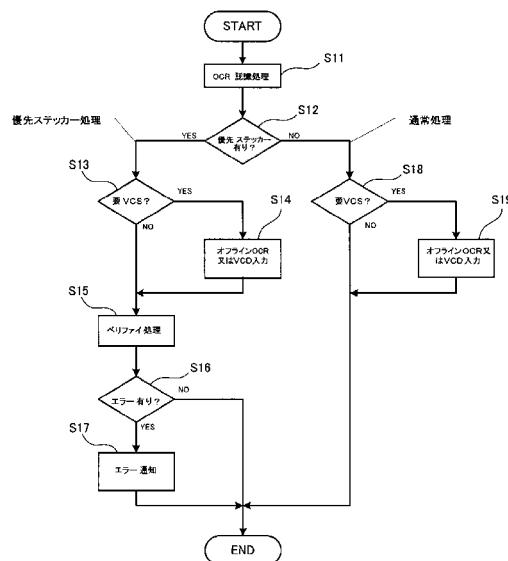 START
S11
OCR 認識処理
S12
優先ステッカー処理
通常処理
YES
優先 ステッカー
有り？
NO
S13
要 VCS？
YES
NO
S14
オフラインOCR
又はVCD入力
S18
要VCS？
YES
NO
S19
オフラインOCR又
はVCD入力
S15
ベリファイ処理
S16
エラー 有り？
NO
YES
S17
エラー 通知
END